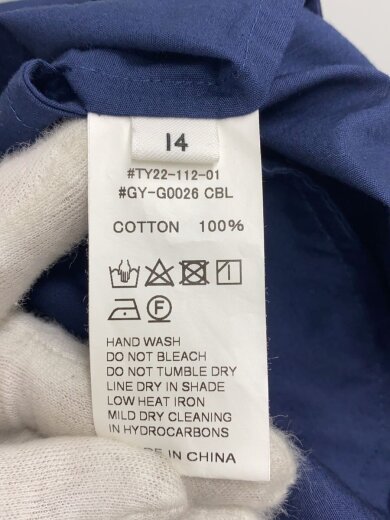 14
#TY22-112-01
#GY-G0026 CBL
COTTON 100%
F
HAND WASH
DO NOT BLEACH
DO NOT TUMBLE DRY
LINE DRY IN SHADE
LOW HEAT IRON
MILD DRY CLEANING
IN HYDROCARBONS
IN CHINA